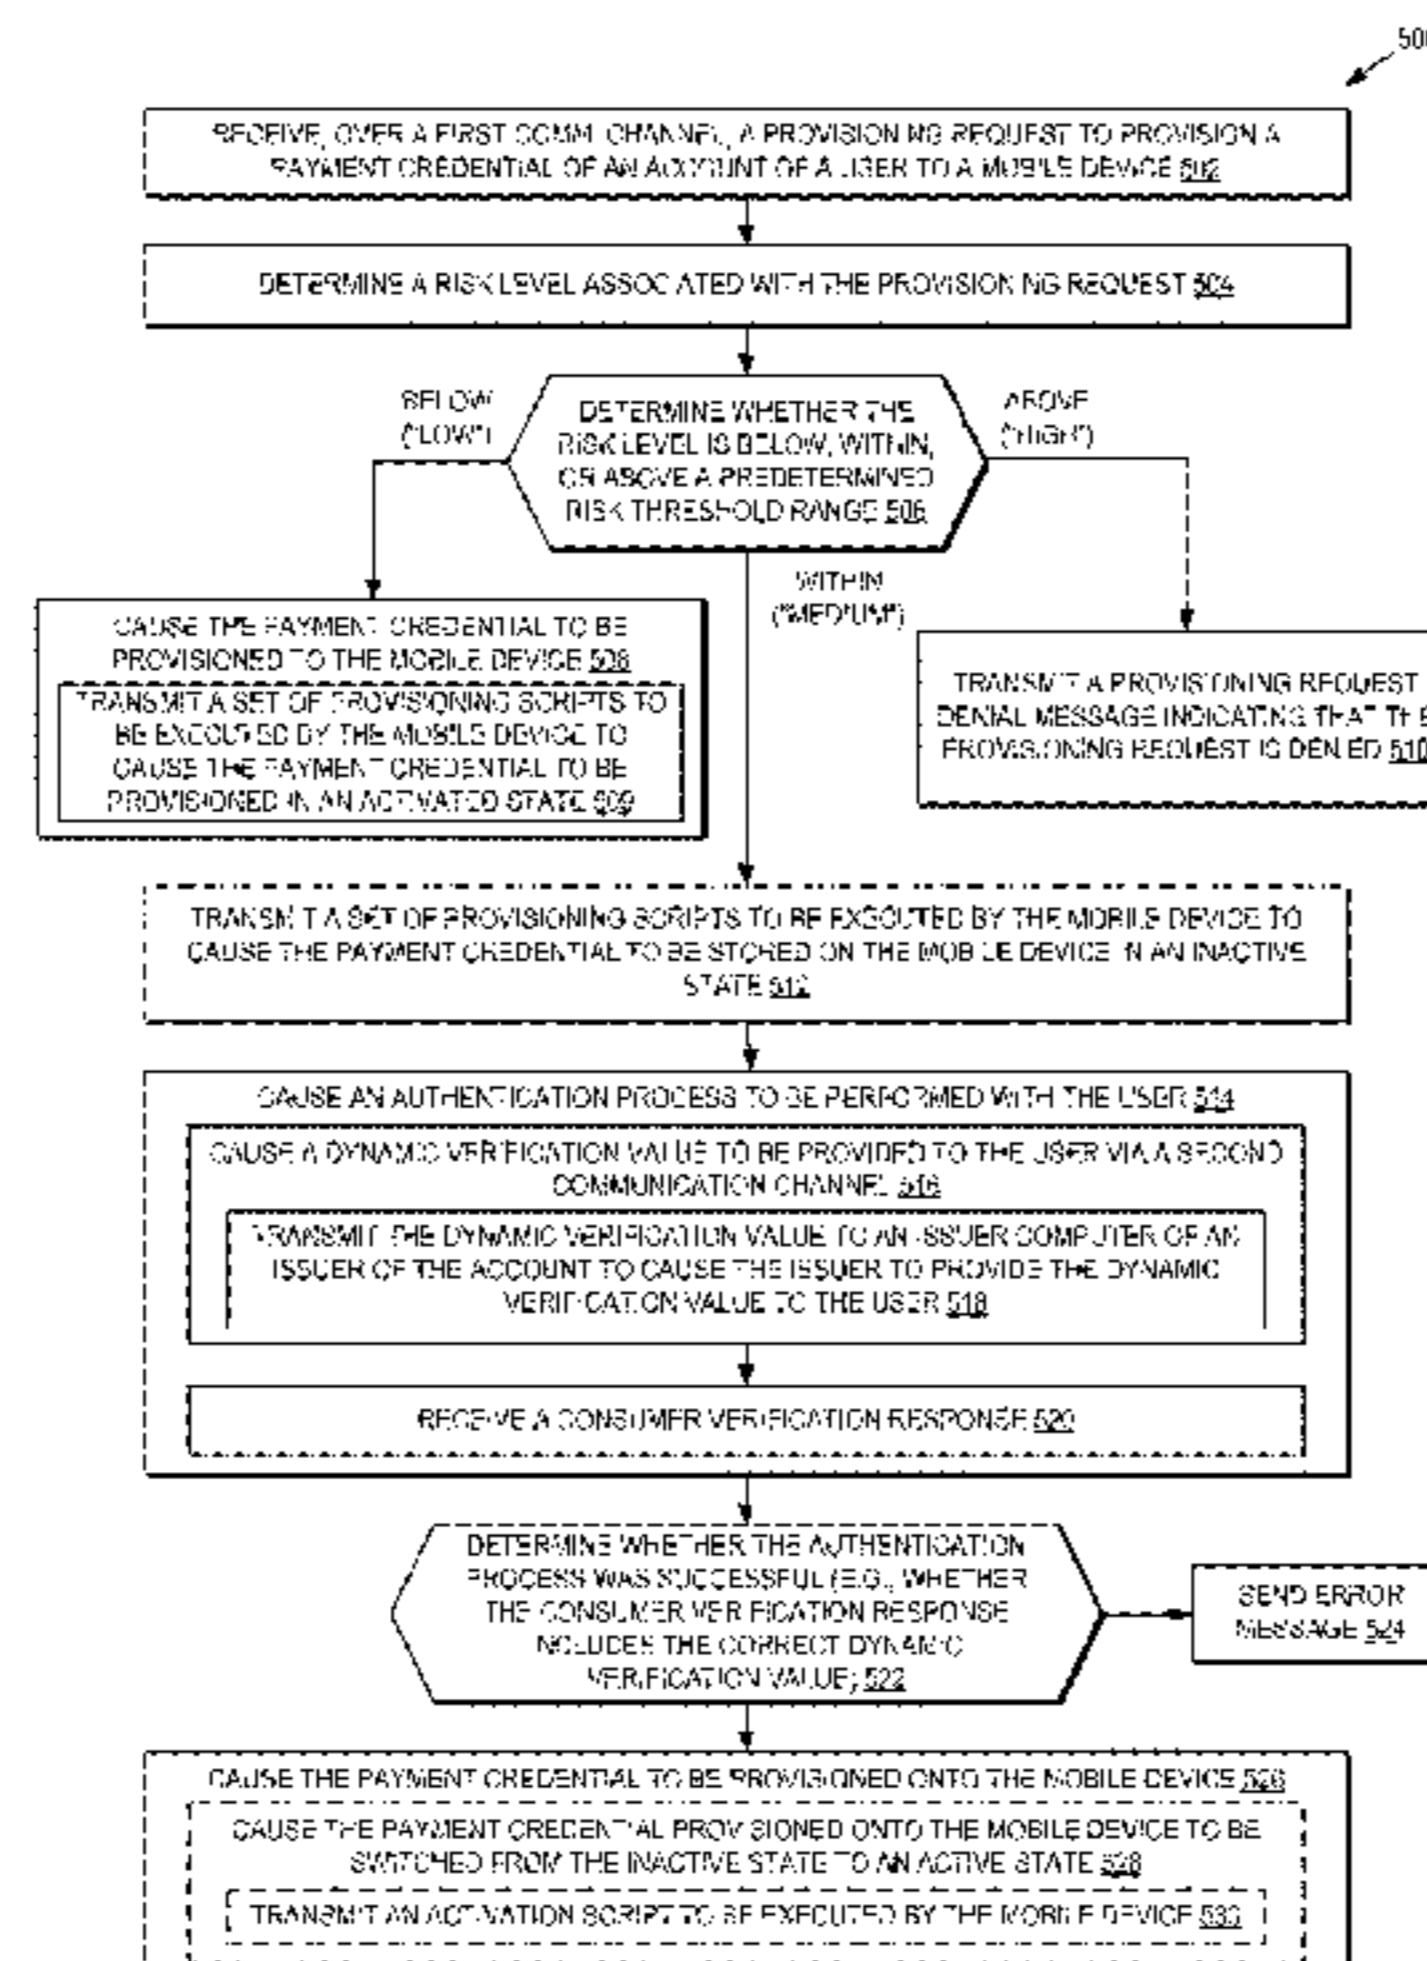 500
RECEIVE, OVER A FIRST COMM. CHANNEL, A PROVISIONING REQUEST TO PROVISION A
PAYMENT CREDENTIAL OF AN ACCOUNT OF A USER TO A MOBILE DEVICE 502
DETERMINE A RISK LEVEL ASSOCIATED WITH THE PROVISIONING REQUEST 504
BELOW
("LOW")
DETERMINE WHETHER THE
RISK LEVEL IS BELOW, WITHIN,
OR ABOVE A PREDETERMINED
RISK THRESHOLD RANGE 506
ABOVE
("HIGH")
WITHIN
("MEDIUM")
CAUSE THE PAYMENT CREDENTIAL TO BE
PROVISIONED TO THE MOBILE DEVICE 508
TRANSMIT A SET OF PROVISIONING SCRIPTS TO
BE EXECUTED BY THE MOBILE DEVICE TO
CAUSE THE PAYMENT CREDENTIAL TO BE
PROVISIONED IN AN ACTIVATED STATE 509
TRANSMIT A PROVISIONING REQUEST
DENIAL MESSAGE INDICATING THAT THE
PROVISIONING REQUEST IS DENIED 510
TRANSMIT A SET OF PROVISIONING SCRIPTS TO BE EXECUTED BY THE MOBILE DEVICE TO
CAUSE THE PAYMENT CREDENTIAL TO BE STORED ON THE MOBILE DEVICE IN AN INACTIVE
STATE 512
CAUSE AN AUTHENTICATION PROCESS TO BE PERFORMED WITH THE USER 514
CAUSE A DYNAMIC VERIFICATION VALUE TO BE PROVIDED TO THE USER VIA A SECOND
COMMUNICATION CHANNEL 516
TRANSMIT THE DYNAMIC VERIFICATION VALUE TO AN ISSUER COMPUTER OF AN
ISSUER OF THE ACCOUNT TO CAUSE THE ISSUER TO PROVIDE THE DYNAMIC
VERIFICATION VALUE TO THE USER 518
RECEIVE A CONSUMER VERIFICATION RESPONSE 520
DETERMINE WHETHER THE AUTHENTICATION
PROCESS WAS SUCCESSFUL (E.G., WHETHER
THE CONSUMER VERIFICATION RESPONSE
INCLUDES THE CORRECT DYNAMIC
VERIFICATION VALUE) 522
SEND ERROR
MESSAGE 524
CAUSE THE PAYMENT CREDENTIAL TO BE PROVISIONED ONTO THE MOBILE DEVICE 526
CAUSE THE PAYMENT CREDENTIAL PROVISIONED ONTO THE MOBILE DEVICE TO BE
SWITCHED FROM THE INACTIVE STATE TO AN ACTIVE STATE 528
TRANSMIT AN ACTIVATION SCRIPT TO BE EXECUTED BY THE MOBILE DEVICE 530